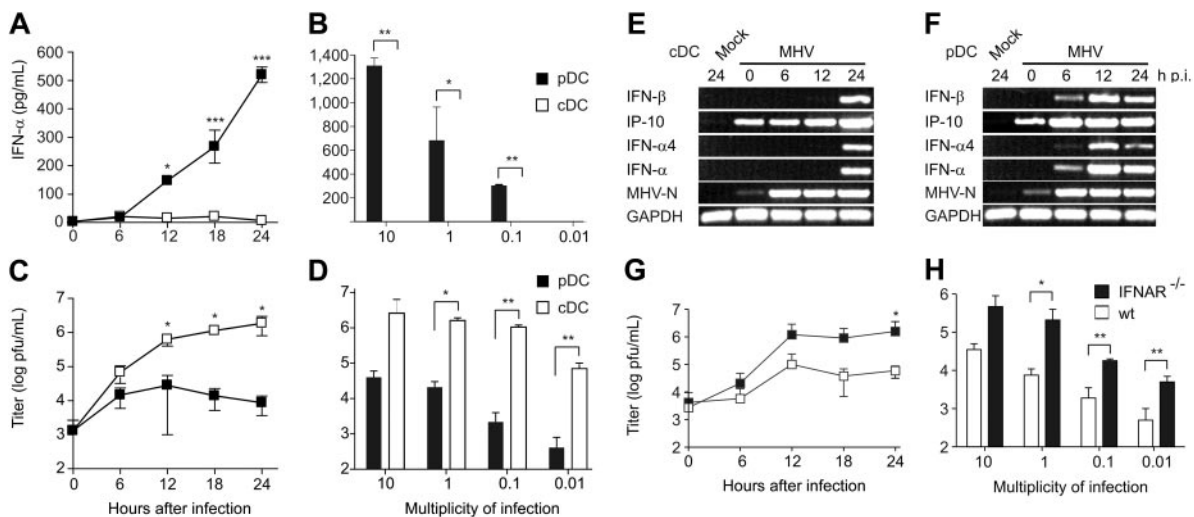 A
IFN-α (pg/mL)
600
500
400
300
200
100
0
***
***
*
0 6 12 18 24
B
1,400
1,200
1,000
800
600
400
200
**
*
**
pDC
cDC
10 1 0.1 0.01
C
Titer (log pfu/mL)
7
6
5
4
3
2
* * *
0 6 12 18 24
Hours after infection
D
7
6
5
4
3
2
*
**
**
pDC
cDC
10 1 0.1 0.01
Multiplicity of infection
E
cDC Mock MHV
24 0 6 12 24 h p.i.
IFN-β
IP-10
IFN-α4
IFN-α
MHV-N
GAPDH
F
pDC Mock MHV
24 0 6 12 24
IFN-β
IP-10
IFN-α4
IFN-α
MHV-N
GAPDH
G
Titer (log pfu/mL)
7
6
5
4
3
2
*
0 6 12 18 24
Hours after infection
H
6
5
4
3
2
*
**
**
IFNAR -/-
wt
10 1 0.1 0.01
Multiplicity of infection